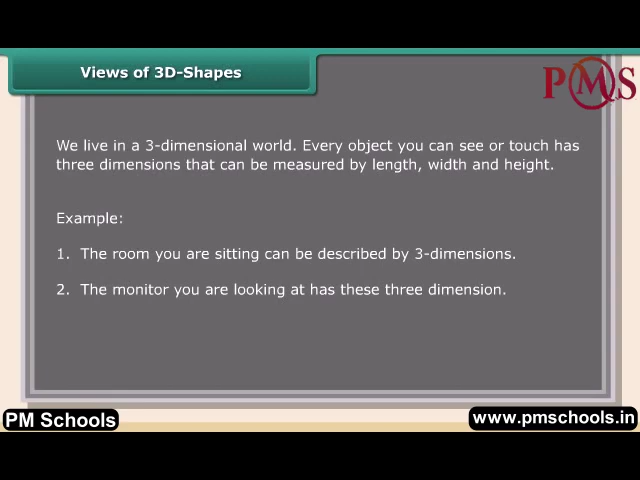 Views of 3D-Shapes
PMS
We live in a 3-dimensional world. Every object you can see or touch has
three dimensions that can be measured by length, width and height.
Example:
1. The room you are sitting can be described by 3-dimensions.
2. The monitor you are looking at has these three dimension.
PM Schools
www.pmschools.in